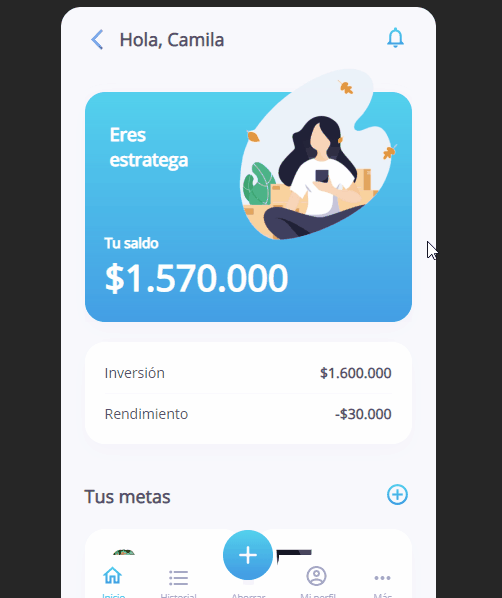 Hola, Camila
Eres
estratega
Tu saldo
$1.570.000
Inversión $1.600.000
Rendimiento -$30.000
Tus metas
Inicio Historial Ahorrar Mi perfil Más